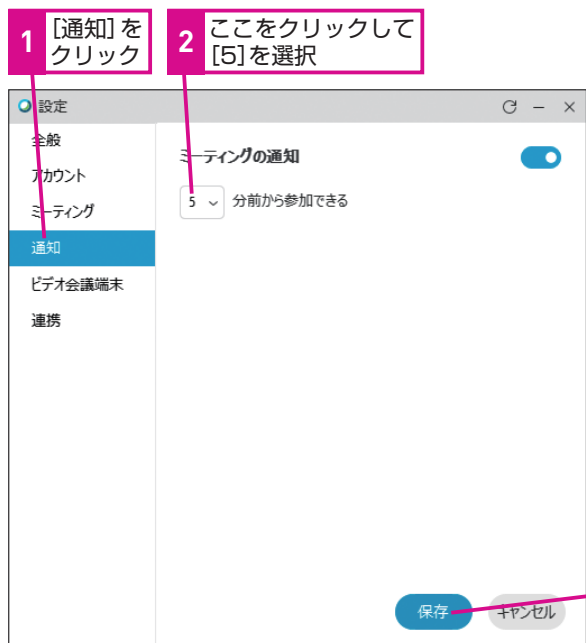 1 [通知]を
クリック
2 ここをクリックして
[5]を選択
設定
全般
アカウント
ミーティング
通知
ビデオ会議端末
連携
ミーティングの通知
5 分前から参加できる
保存 キャンセル